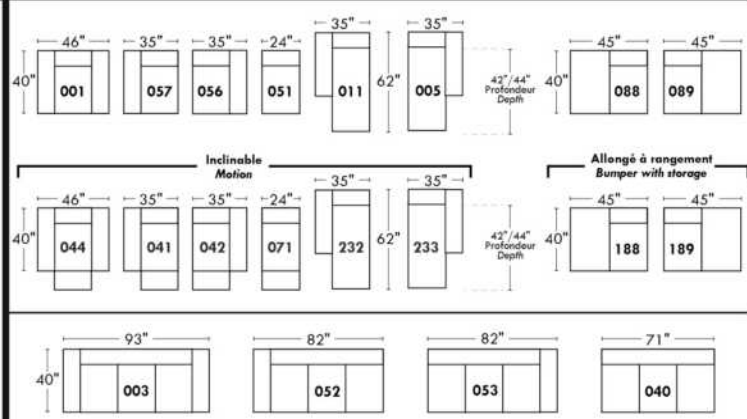 46" 35" 35" 24" 35" 35" 45" 45"
40" 001 057 056 051 011 62" 005 42"/44" Profondeur Depth 40" 088 089
Inclinable
Motion
Allongé à rangement
Bumper with storage
46" 35" 35" 24" 35" 35" 45" 45"
40" 044 041 042 071 232 62" 233 42"/44" Profondeur Depth 40" 188 189
93" 82" 82" 71"
40" 003 052 053 040